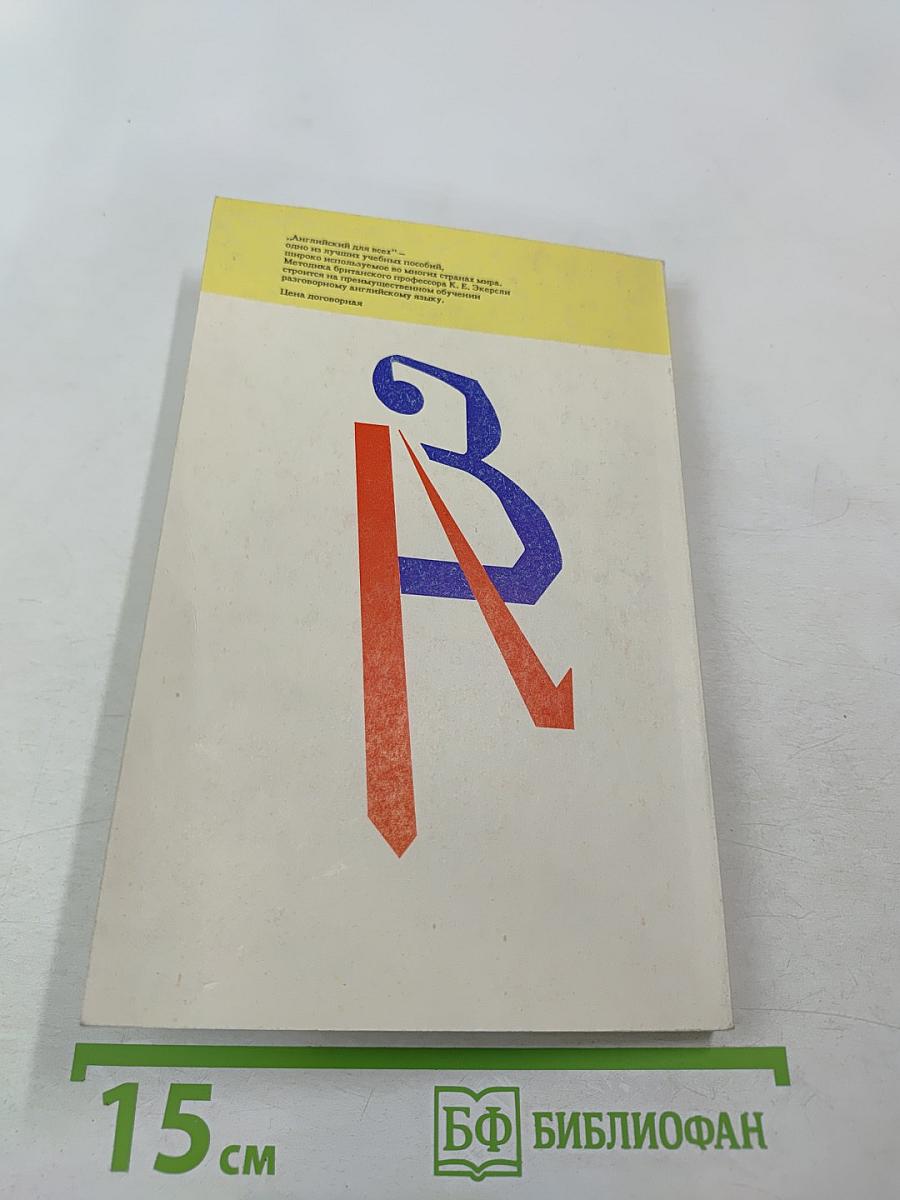 „Английский для всех“ –
одно из лучших учебных пособий,
широко используемое во многих странах мира.
Методика британского профессора К. Е. Экерсли
строится на преимущественном обучении
разговорному английскому языку.
Цена договорная
15 см
БФ БИБЛИОФАН